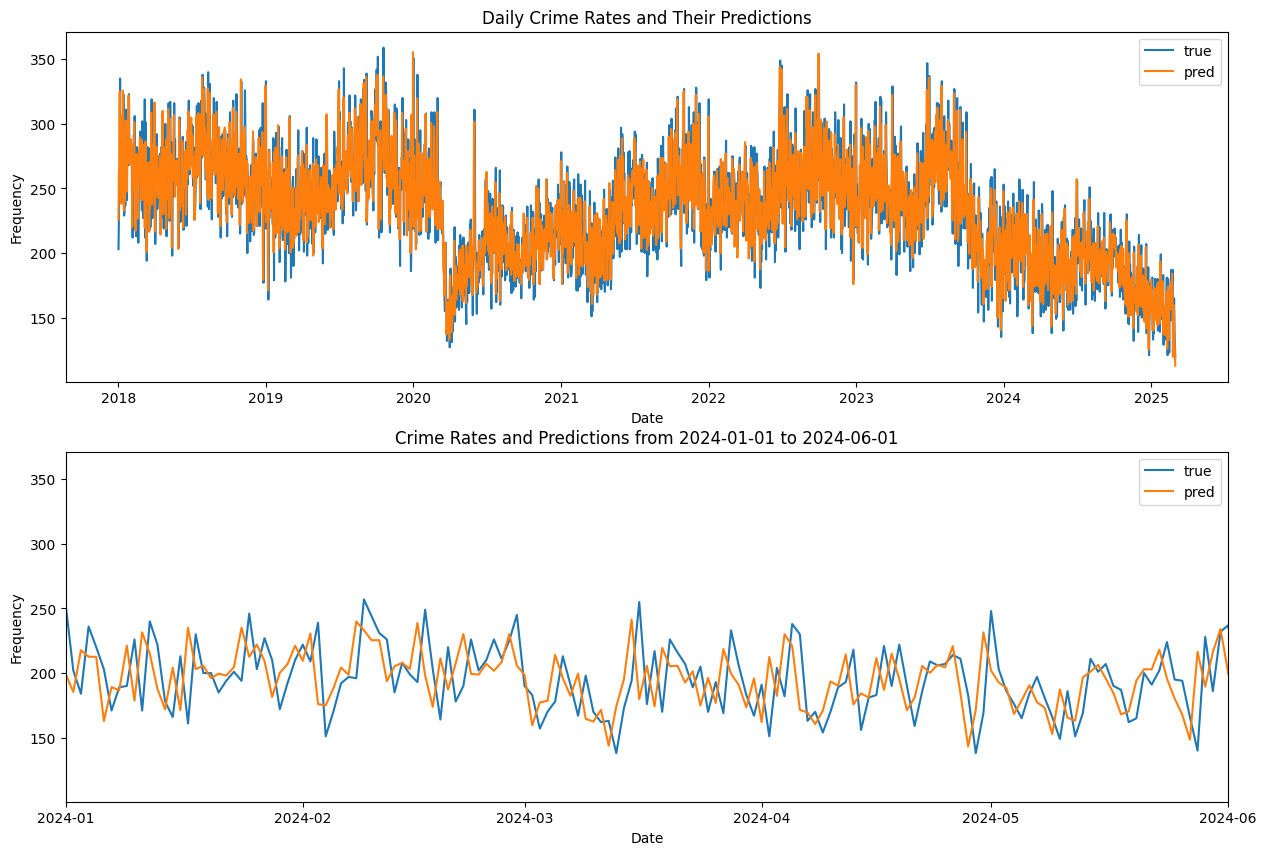 Daily Crime Rates and Their Predictions
true
pred
350
300
250
200
150
Frequency
2018 2019 2020 2021 2022 2023 2024 2025
Date
Crime Rates and Predictions from 2024-01-01 to 2024-06-01
true
pred
350
300
250
200
150
Frequency
2024-01 2024-02 2024-03 2024-04 2024-05 2024-06
Date